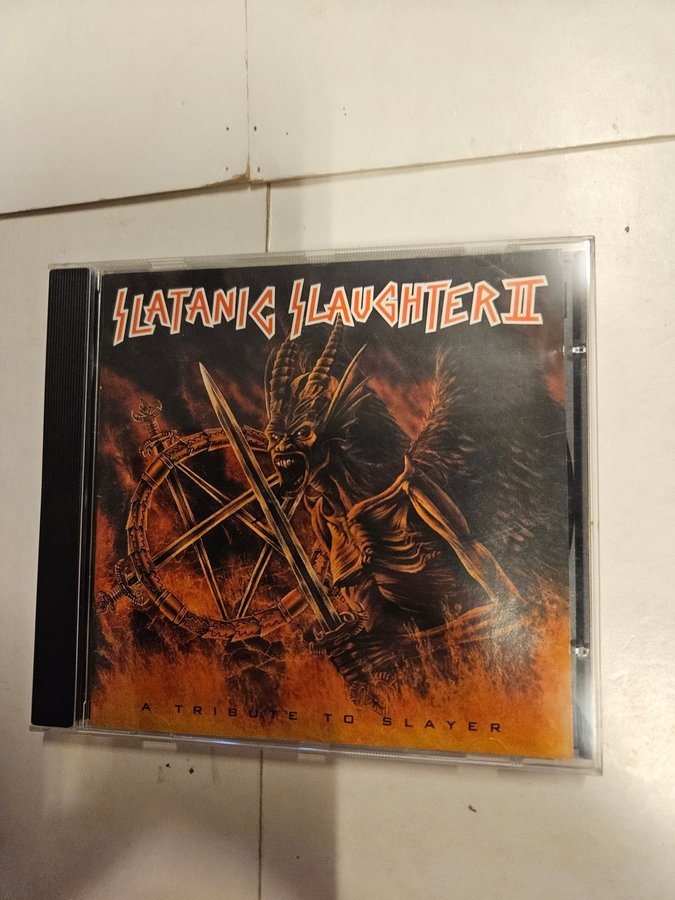 SLATANIC SLAUGHTER II
A TRIBUTE TO SLAYER